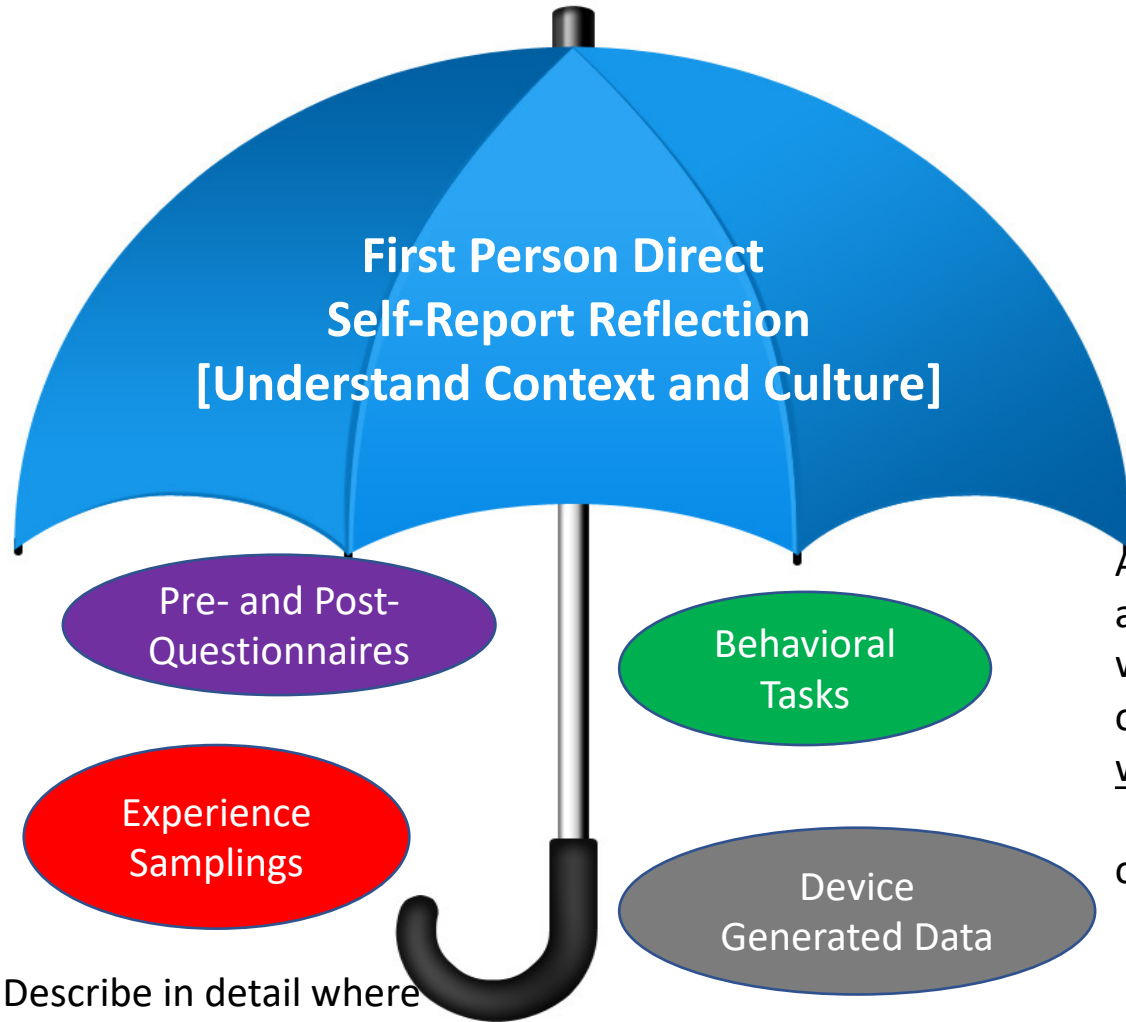 First Person Direct
Self-Report Reflection
[Understand Context and Culture]
Pre- and Post-
Questionnaires
Behavioral
Tasks
Experience
Samplings
Device
Generated Data
Describe in detail where